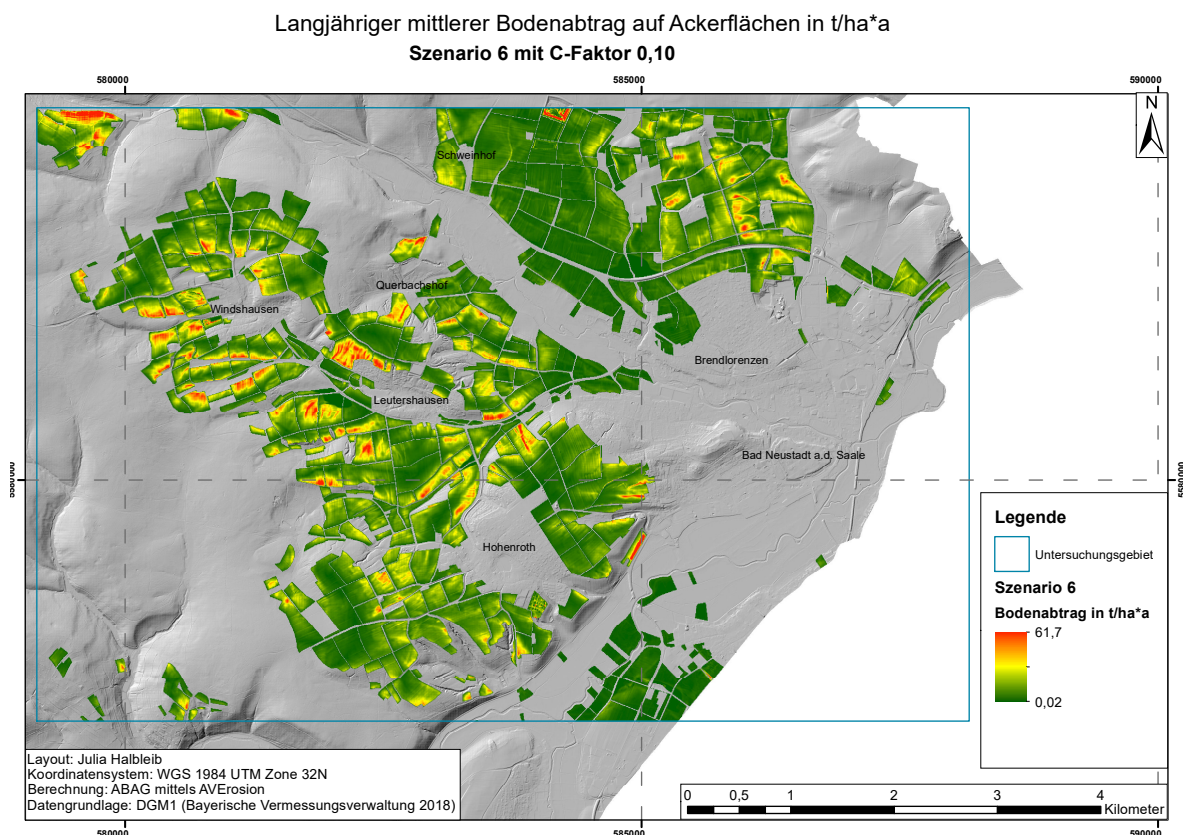 Langjähriger mittlerer Bodenabtrag auf Ackerflächen in t/ha*a
Szenario 6 mit C-Faktor 0,10
580000
585000
590000
N
Schweinhof
Querbachshof
Windshausen
Brendlorenzen
Leutershausen
Bad Neustadt a.d. Saale
5580000
5580000
Hohenroth
Legende
Untersuchungsgebiet
Szenario 6
Bodenabtrag in t/ha*a
61,7
0,02
Layout: Julia Halbleib
Koordinatensystem: WGS 1984 UTM Zone 32N
Berechnung: ABAG mittels AVErosion
Datengrundlage: DGM1 (Bayerische Vermessungsverwaltung 2018)
0 0,5 1 2 3 4
Kilometer
580000
585000
590000